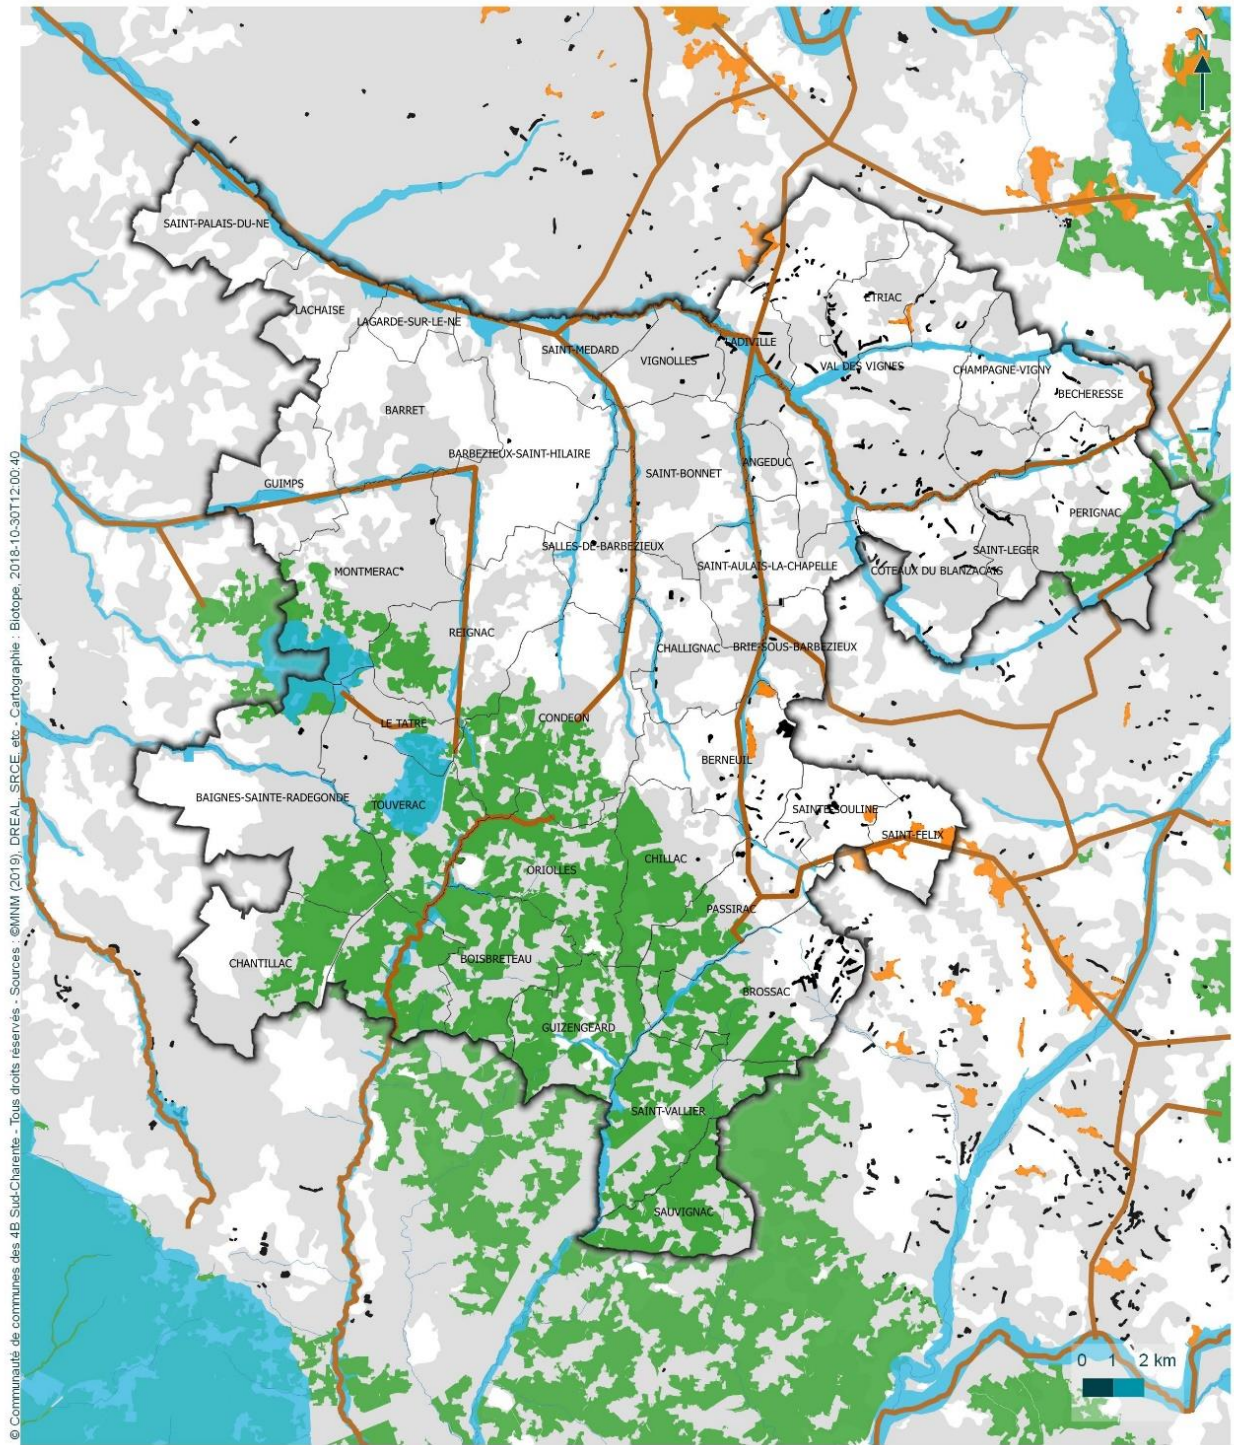 © Communauté de communes des 4B Sud-Charente - Tous droits réservés - Sources : ©MNM (2019), DREAL, SRCE, etc - Cartographie : Biotope, 2018-10-30T12:00:40
N
SAINT-PALAIS-DU-NE
LACHAISE
LAGARDE-SUR-LE-NE
SAINT-MEDARD
VIGNOLLES
LADIVILLE
ETRIAC
VAL DES VIGNES
CHAMPAGNE-VIGNY
BECHERESSE
BARRET
BARBEZIEUX-SAINT-HILAIRE
SAINT-BONNET
ANGEDUC
GUIMPS
PERIGNAC
SALLES-DE-BARBEZIEUX
SAINT-LEGER
SAINT-AULAIS-LA-CHAPELLE
COTEAUX DU BLANZACAIS
MONTMERAC
REIGNAC
CHALLIGNAC
BRIE-SOUS-BARBEZIEUX
LE TATRE
CONDEON
BERNEUIL
BAIGNES-SAINTE-RADEGONDE
TOUVERAC
SAINTE-SOULINE
SAINT-FELIX
CHILLAC
ORIOLLES
PASSIRAC
CHANTILLAC
BOISBRETEAU
BROSSAC
GUIZENGEARD
SAINT-VALLIER
SAUVIGNAC
0 1 2 km